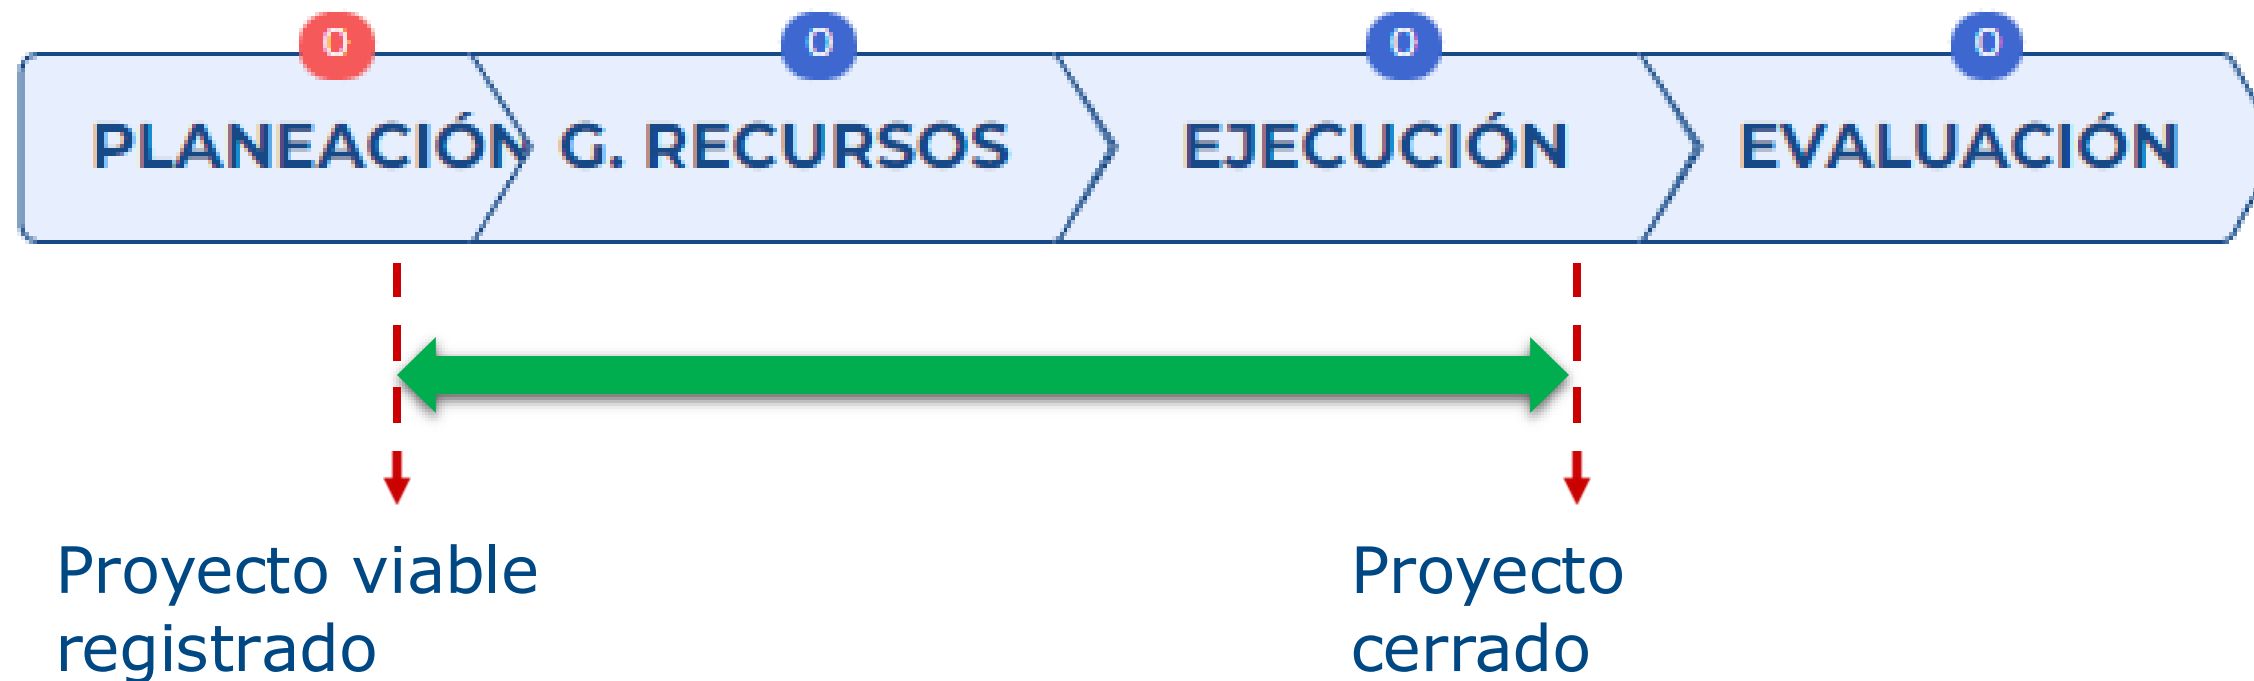 0 0 0 0
PLANEACIÓN G. RECURSOS EJECUCIÓN EVALUACIÓN
Proyecto viable
registrado
Proyecto
cerrado